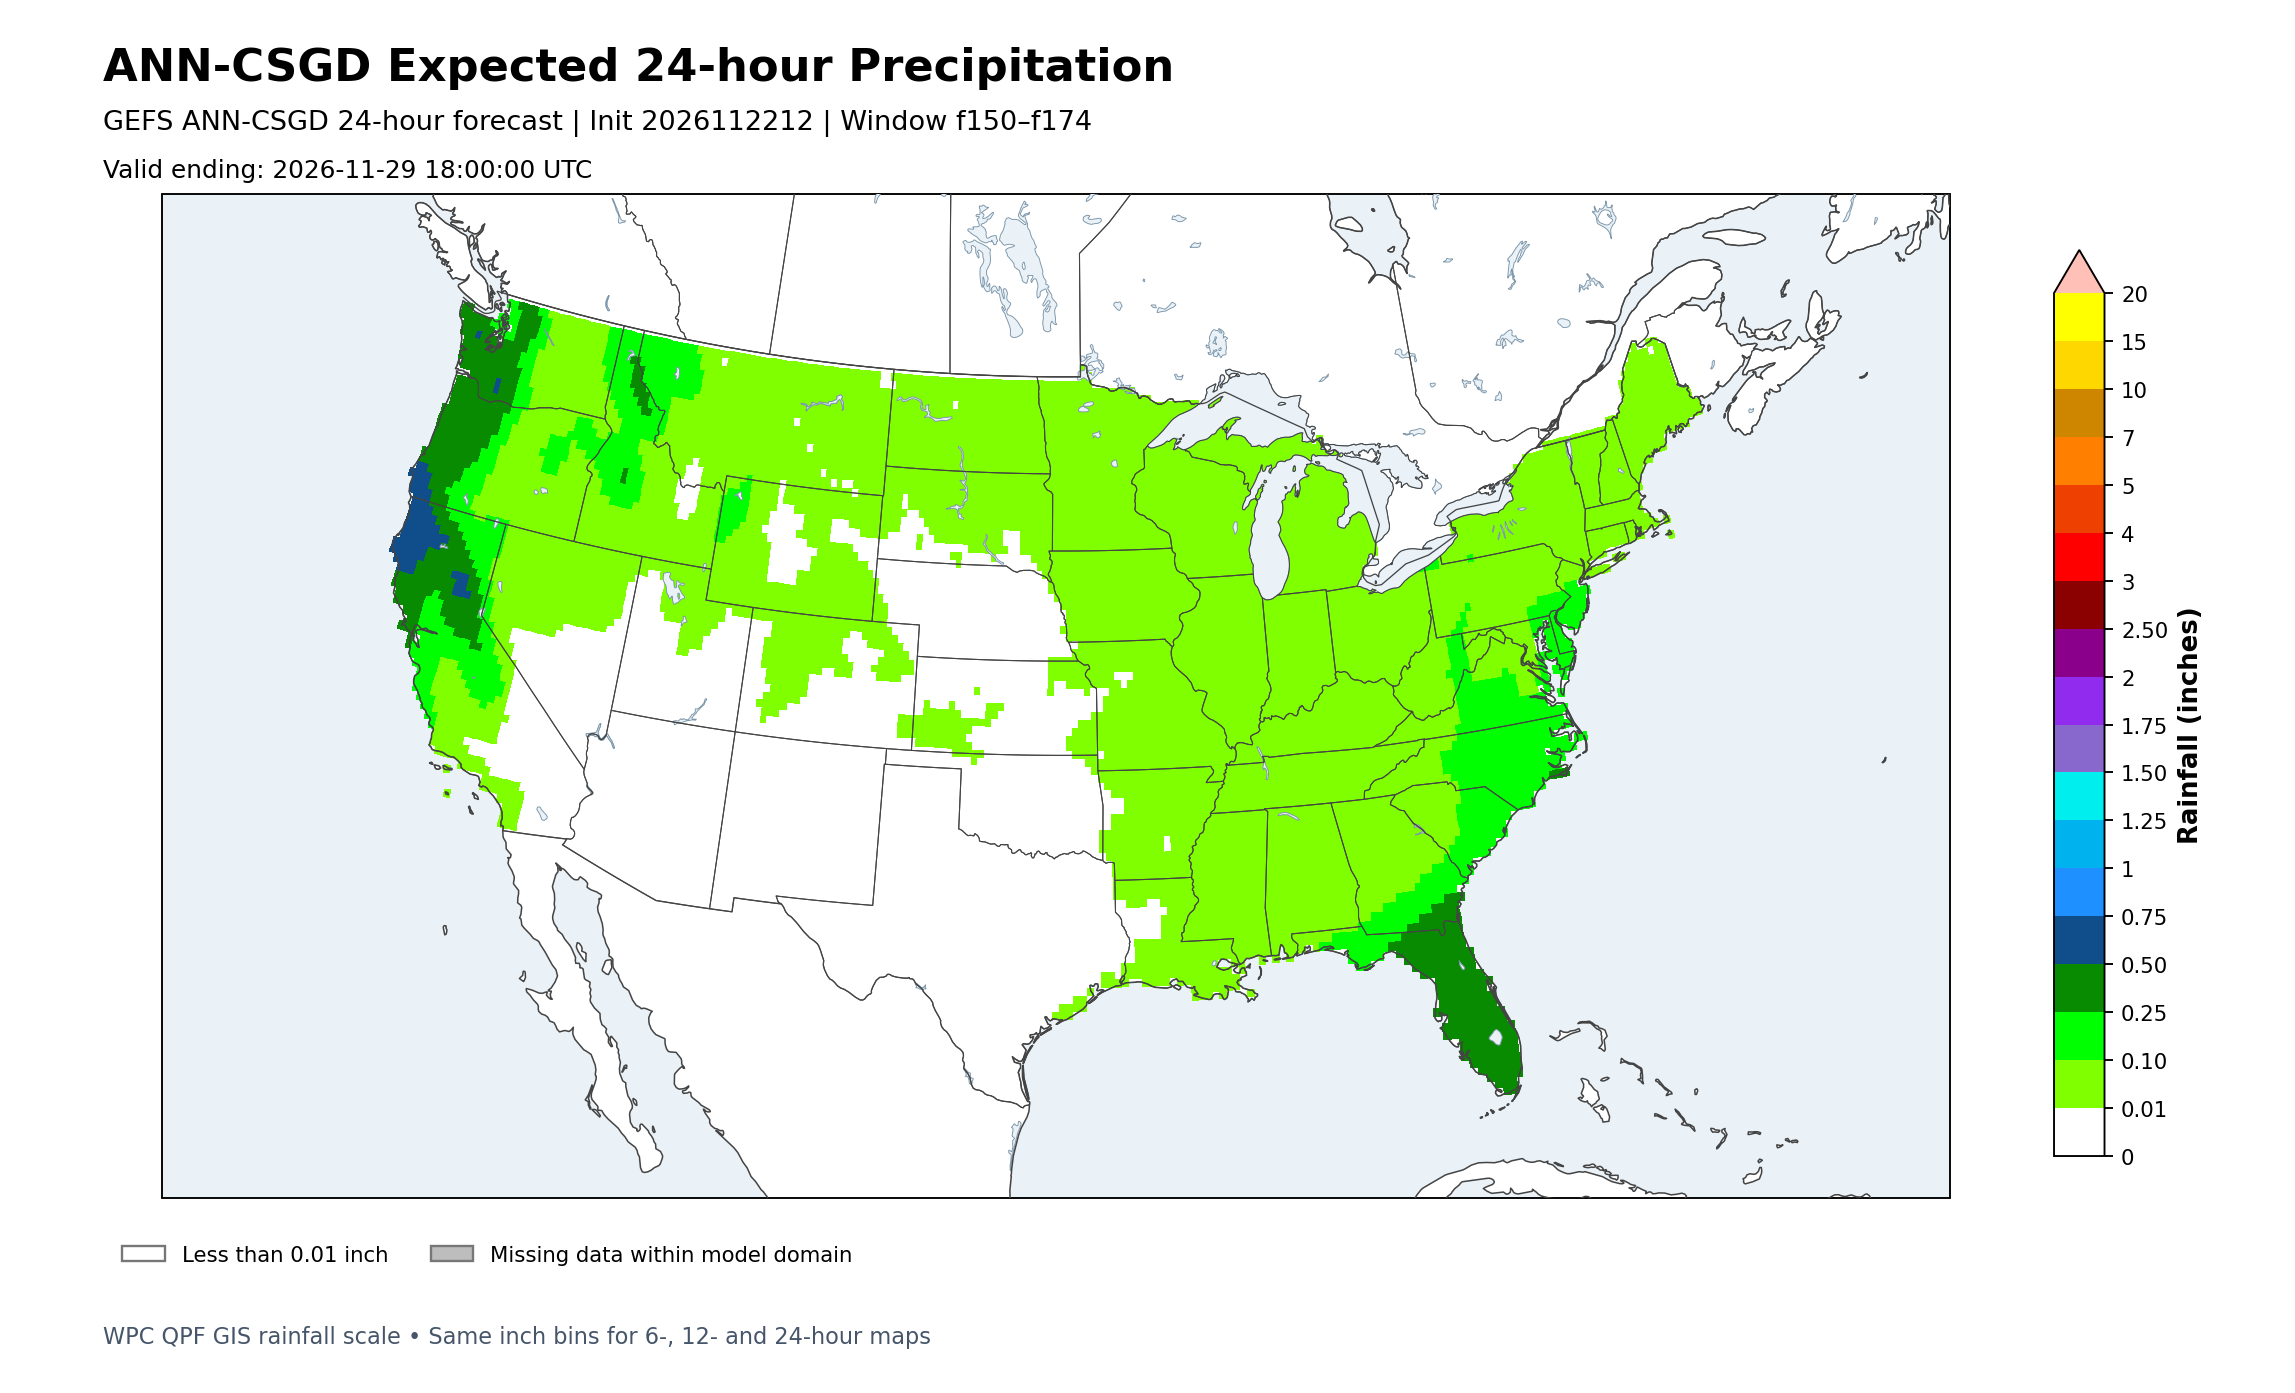 ANN-CSGD Expected 24-hour Precipitation
GEFS ANN-CSGD 24-hour forecast | Init 2026112212 | Window f150–f174
Valid ending: 2026-11-29 18:00:00 UTC
20
15
10
7
5
4
3
2.50
2
1.75
1.50
1.25
1
0.75
0.50
0.25
0.10
0.01
0
Rainfall (inches)
Less than 0.01 inch
Missing data within model domain
WPC QPF GIS rainfall scale • Same inch bins for 6-, 12- and 24-hour maps